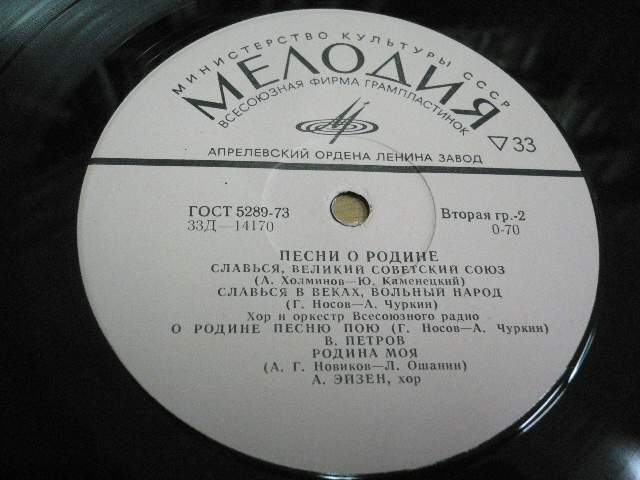 МИНИСТЕРСТВО КУЛЬТУРЫ СССР
МЕЛОДИЯ
ВСЕСОЮЗНАЯ ФИРМА ГРАМПЛАСТИНОК
▽33
АПРЕЛЕВСКИЙ ОРДЕНА ЛЕНИНА ЗАВОД
ГОСТ 5289-73
33Д—14170
Вторая гр.-2
0-70
ПЕСНИ О РОДИНЕ
СЛАВЬСЯ, ВЕЛИКИЙ СОВЕТСКИЙ СОЮЗ
(А. Холминов—Ю. Каменецкий)
СЛАВЬСЯ В ВЕКАХ, ВОЛЬНЫЙ НАРОД
(Г. Носов—А. Чуркин)
Хор и оркестр Всесоюзного радио
О РОДИНЕ ПЕСНЮ ПОЮ (Г. Носов—А. Чуркин)
В. ПЕТРОВ
РОДИНА МОЯ
(А. Г. Новиков—Л. Ошанин)
А. ЭЙЗЕН, хор